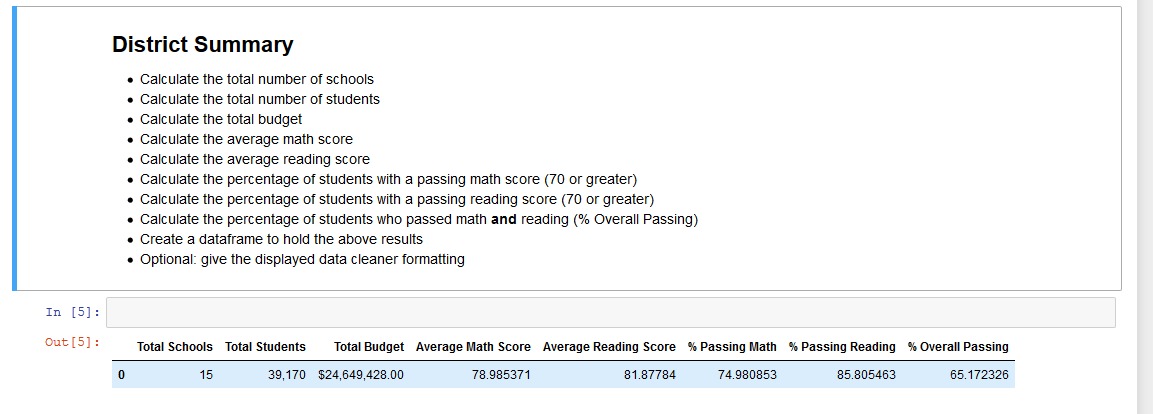 District Summary
Calculate the total number of schools
Calculate the total number of students
Calculate the total budget
Calculate the average math score
Calculate the average reading score
Calculate the percentage of students with a passing math score (70 or greater)
Calculate the percentage of students with a passing reading score (70 or greater)
Calculate the percentage of students who passed math and reading (% Overall Passing)
Create a dataframe to hold the above results
Optional: give the displayed data cleaner formatting
In [5]:
Out[5]:
Total Schools Total Students Total Budget Average Math Score Average Reading Score % Passing Math % Passing Reading % Overall Passing
0 15 39,170 $24,649,428.00 78.985371 81.87784 74.980853 85.805463 65.172326